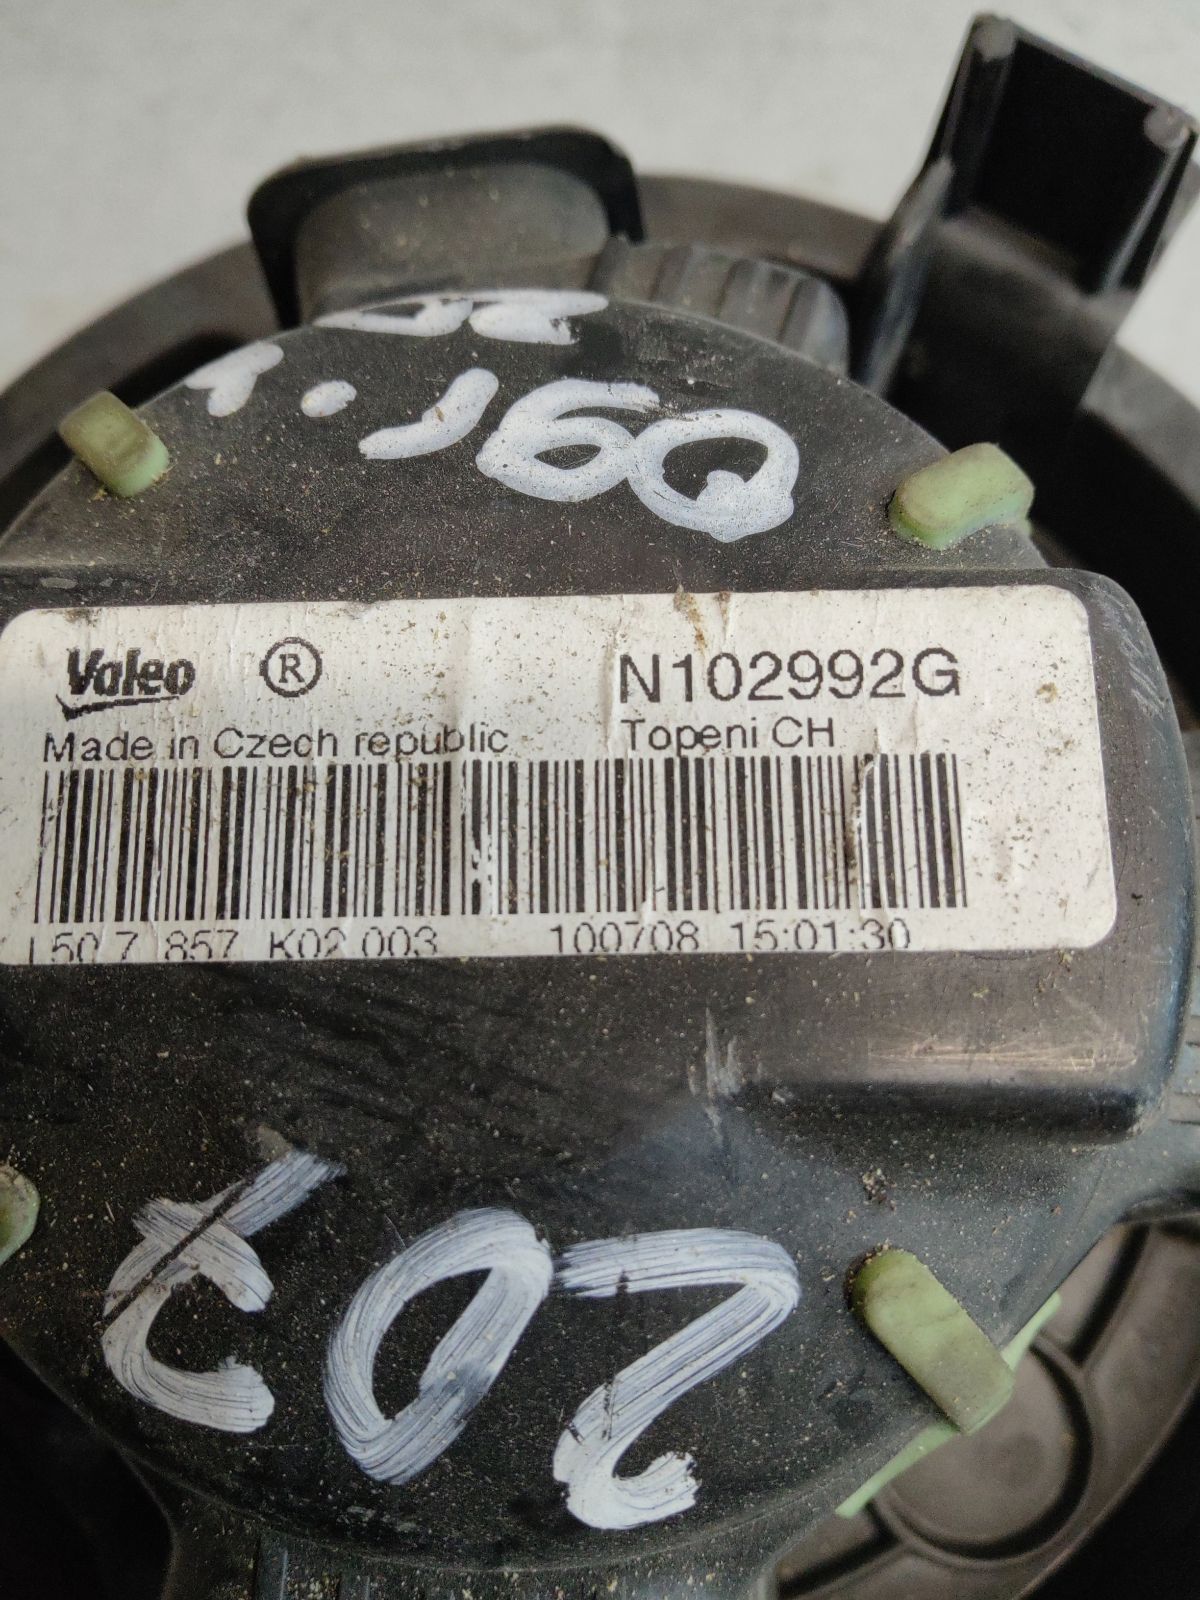 Valeo ® N102992G
Made in Czech republic Topeni CH
L50 7 857 K02 003 100708 15:01:30
207